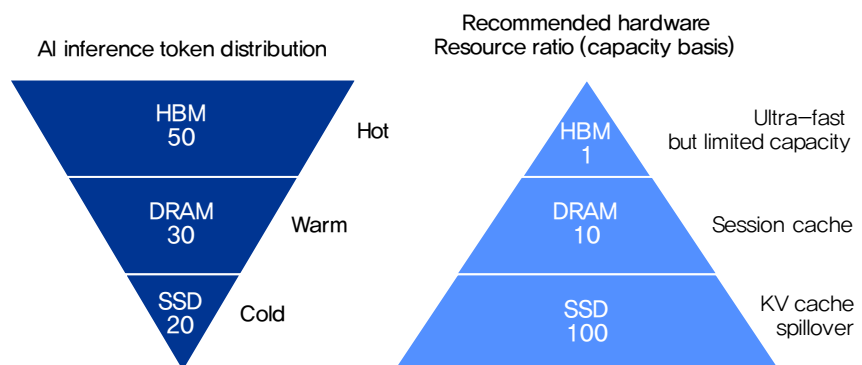 AI inference token distribution
HBM
50
Hot
DRAM
30
Warm
SSD
20
Cold
Recommended hardware
Resource ratio (capacity basis)
HBM
1
Ultra-fast
but limited capacity
DRAM
10
Session cache
SSD
100
KV cache
spillover